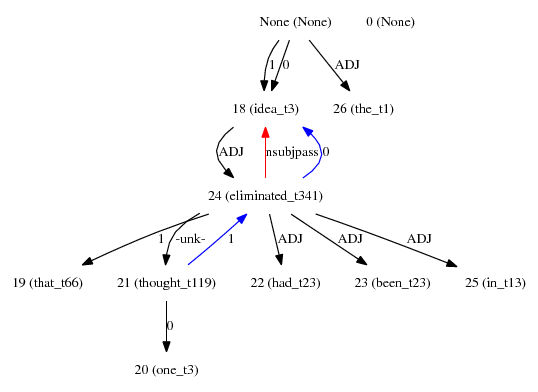 None (None) 0 (None)
1 0 ADJ
18 (idea_t3) 26 (the_t1)
ADJ nsubjpass 0
24 (eliminated_t341)
1 -unk- 1 ADJ ADJ ADJ
19 (that_t66) 21 (thought_t119) 22 (had_t23) 23 (been_t23) 25 (in_t13)
0
20 (one_t3)